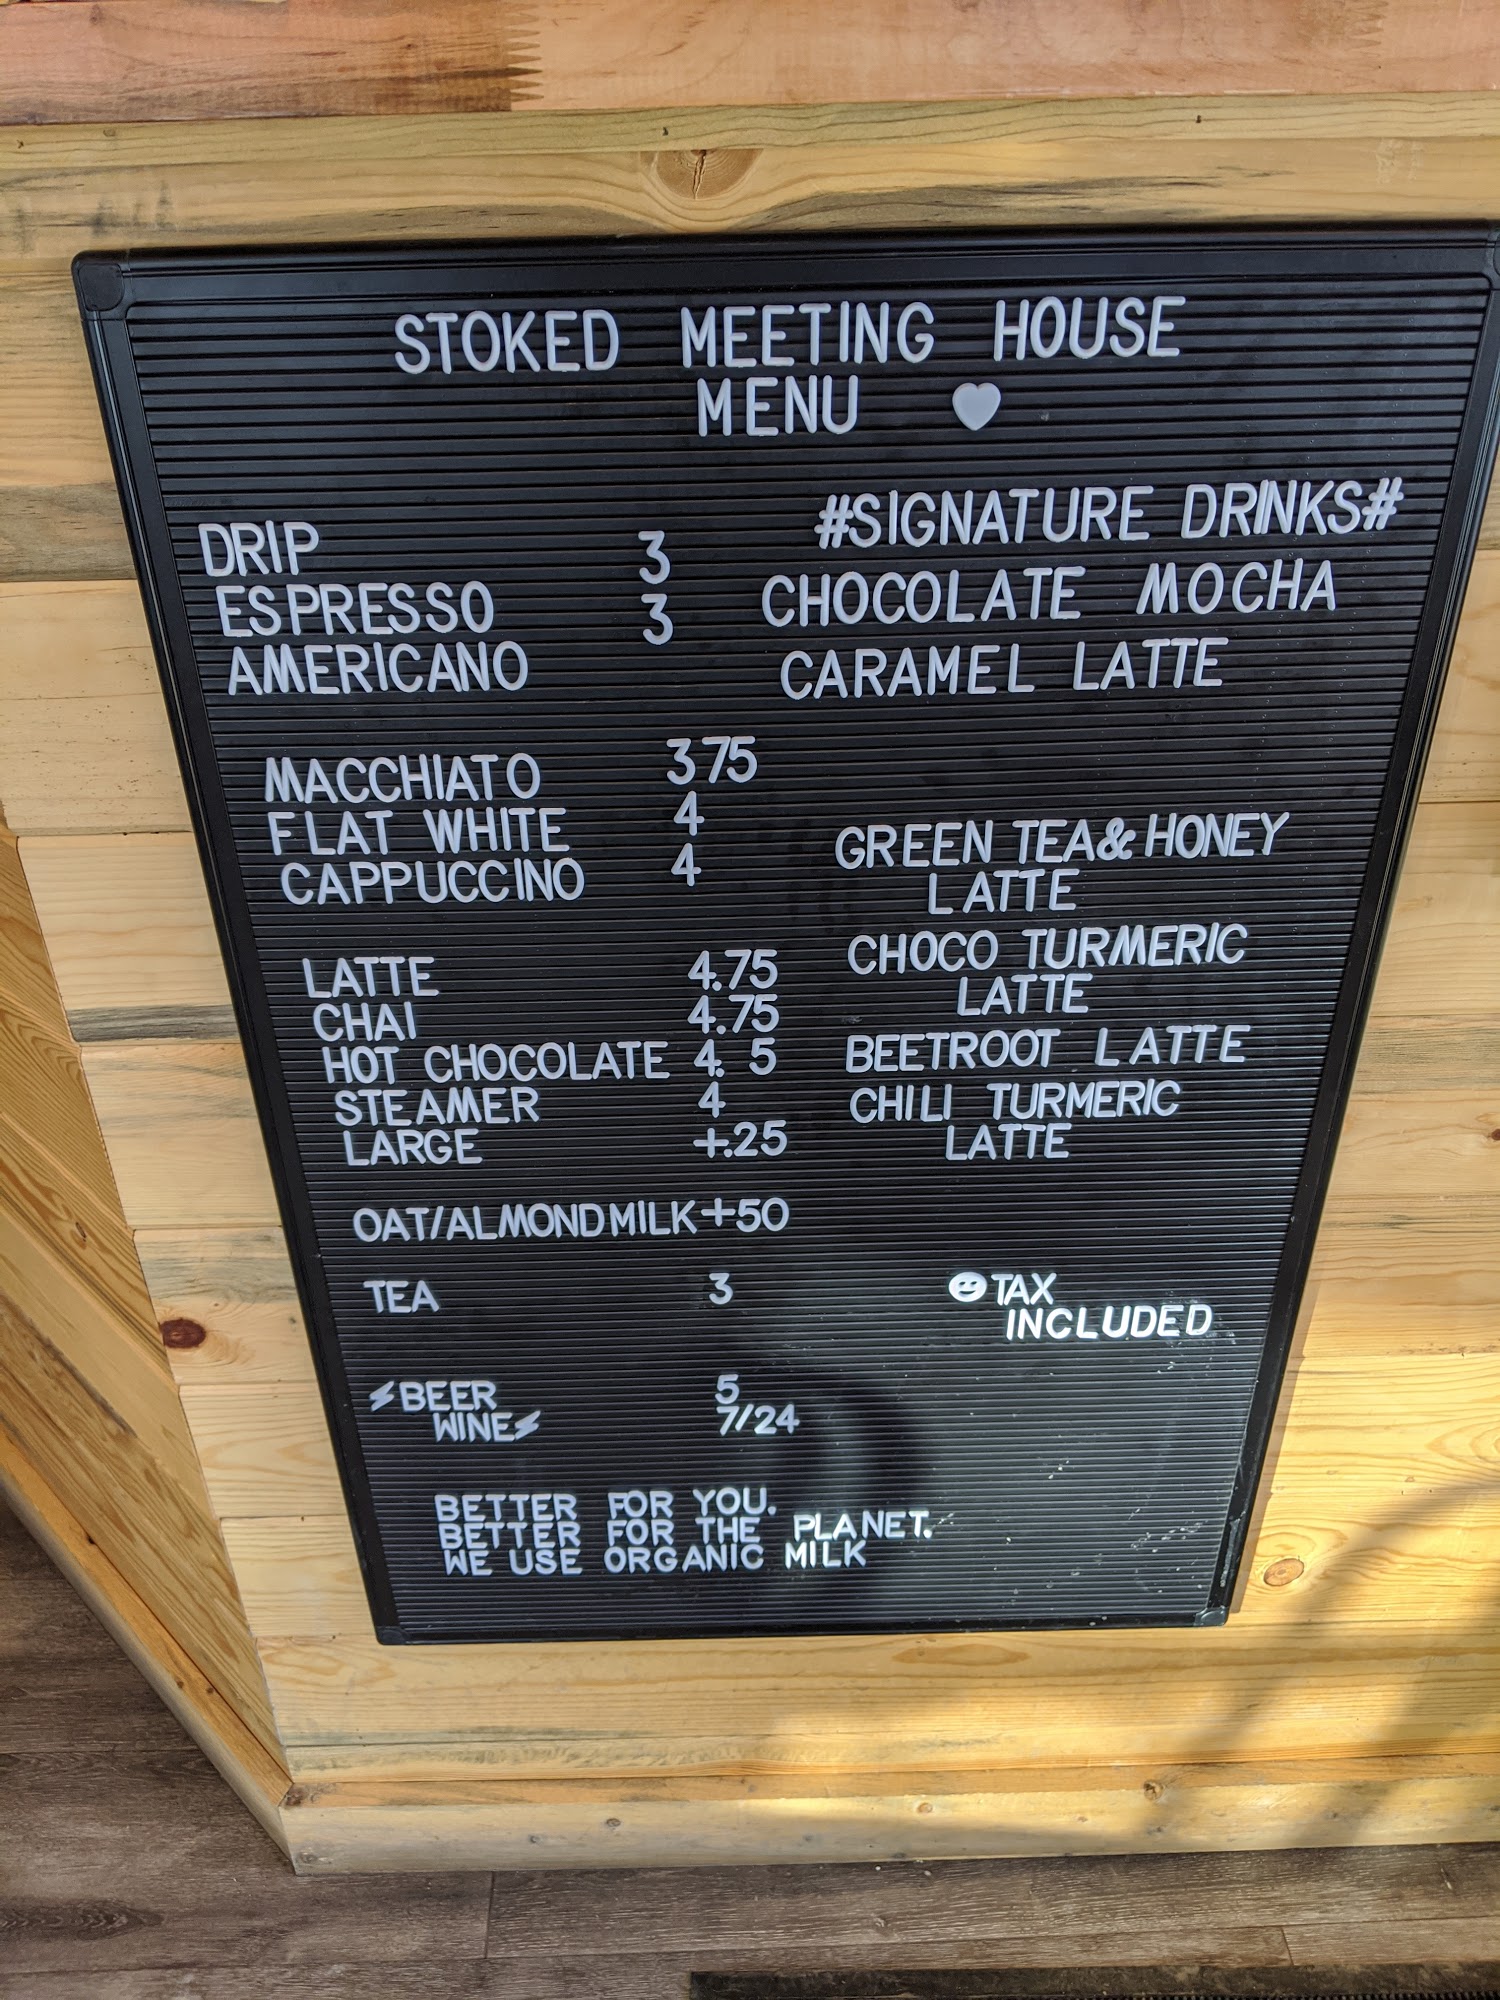 STOKED MEETING HOUSE
MENU ♥
DRIP 3
ESPRESSO 3
AMERICANO
MACCHIATO 3 75
FLAT WHITE 4
CAPPUCCINO 4
LATTE 4.75
CHAI 4.75
HOT CHOCOLATE 4. 5
STEAMER 4
LARGE +.25
OAT/ALMONDMILK +50
TEA 3
BEER 5
WINE 7/24
BETTER FOR YOU.
BETTER FOR THE PLANET.
WE USE ORGANIC MILK
#SIGNATURE DRINKS#
CHOCOLATE MOCHA
CARAMEL LATTE
GREEN TEA & HONEY
LATTE
CHOCO TURMERIC
LATTE
BEETROOT LATTE
CHILI TURMERIC
LATTE
TAX
INCLUDED